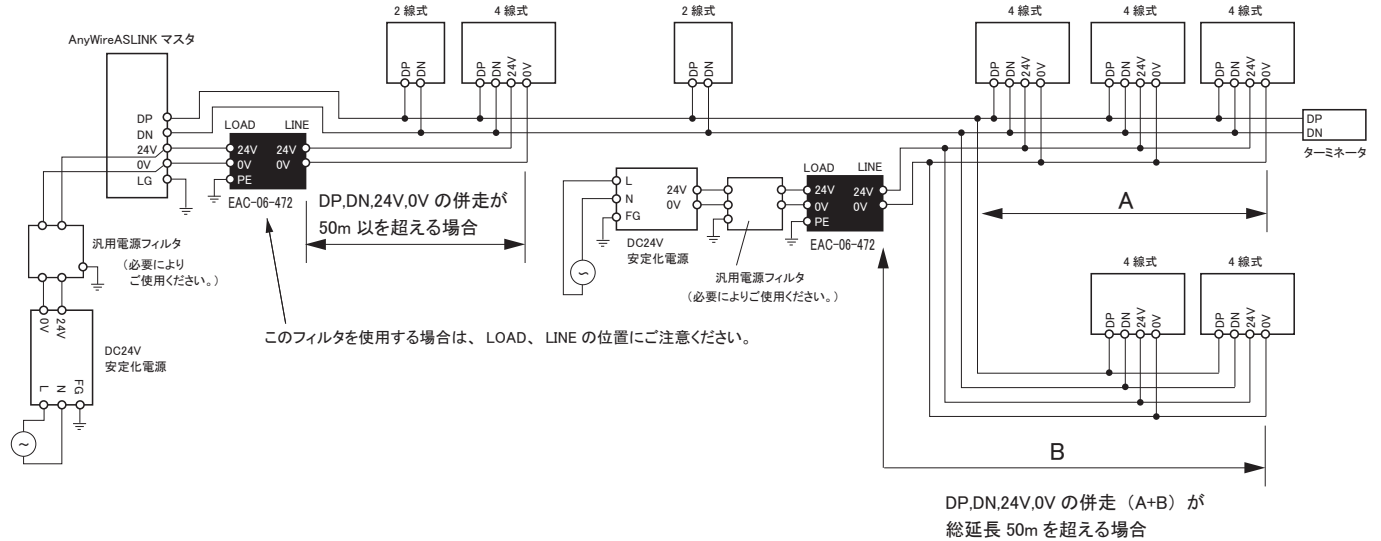 2 線式
4 線式
2 線式
4 線式
4 線式
4 線式
AnyWireASLINK マスタ
DP
DN
DP
DN
24V
0V
DP
DN
DP
DN
24V
0V
DP
DN
24V
0V
DP
DN
24V
0V
DP
DN
24V
0V
LG
LOAD
LINE
24V
24V
0V
0V
PE
EAC-06-472
DP,DN,24V,0V の併走が
50m 以を超える場合
DP
DN
ターミネータ
L
N
FG
24V
0V
DC24V
安定化電源
汎用電源フィルタ
(必要によりご使用ください。)
LOAD
LINE
24V
24V
0V
0V
PE
EAC-06-472
A
汎用電源フィルタ
(必要により
ご使用ください。)
0V
24V
DC24V
安定化電源
L
N
FG
~
~
このフィルタを使用する場合は、 LOAD、 LINE の位置にご注意ください。
4 線式
4 線式
DP
DN
24V
0V
DP
DN
24V
0V
B
DP,DN,24V,0V の併走（A+B）が
総延長 50m を超える場合